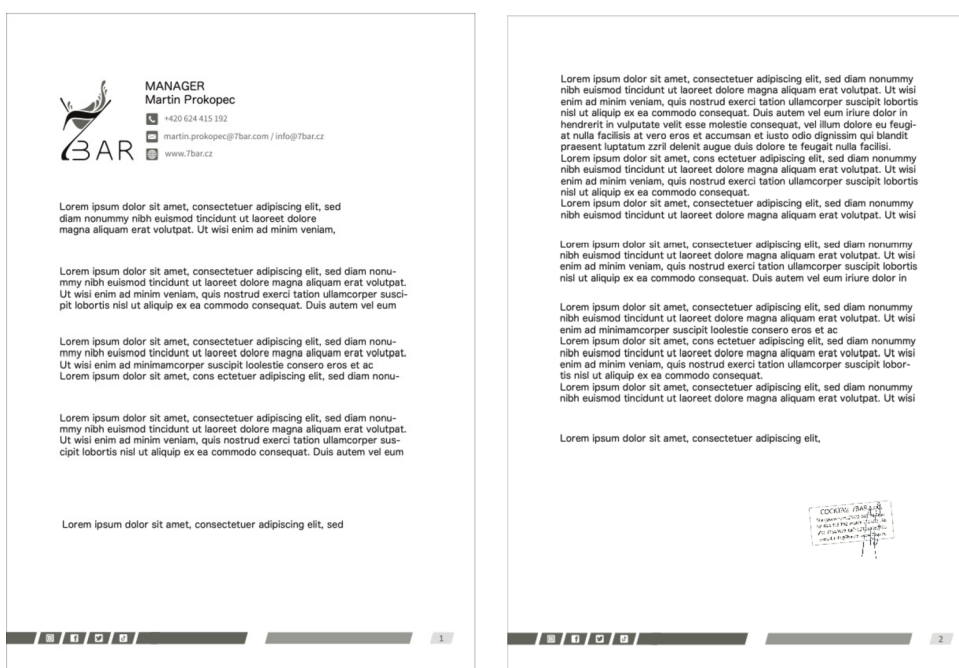 MANAGER
Martin Prokopec
+420 624 415 192
martin.prokopec@7bar.com / info@7bar.cz
www.7bar.cz
7BAR
Lorem ipsum dolor sit amet, consectetuer adipiscing elit, sed
diam nonummy nibh euismod tincidunt ut laoreet dolore
magna aliquam erat volutpat. Ut wisi enim ad minim veniam,
Lorem ipsum dolor sit amet, consectetuer adipiscing elit, sed diam nonu-
mmy nibh euismod tincidunt ut laoreet dolore magna aliquam erat volutpat.
Ut wisi enim ad minim veniam, quis nostrud exerci tation ullamcorper susci-
pit lobortis nisl ut aliquip ex ea commodo consequat. Duis autem vel eum
Lorem ipsum dolor sit amet, consectetuer adipiscing elit, sed diam nonu-
mmy nibh euismod tincidunt ut laoreet dolore magna aliquam erat volutpat.
Ut wisi enim ad minimamcorper suscipit loolestie consero eros et ac
Lorem ipsum dolor sit amet, cons ectetuer adipiscing elit, sed diam nonu-
Lorem ipsum dolor sit amet, consectetuer adipiscing elit, sed diam nonu-
mmy nibh euismod tincidunt ut laoreet dolore magna aliquam erat volutpat.
Ut wisi enim ad minim veniam, quis nostrud exerci tation ullamcorper sus-
cipit lobortis nisl ut aliquip ex ea commodo consequat. Duis autem vel eum
Lorem ipsum dolor sit amet, consectetuer adipiscing elit, sed
1
Lorem ipsum dolor sit amet, consectetuer adipiscing elit, sed diam nonummy
nibh euismod tincidunt ut laoreet dolore magna aliquam erat volutpat. Ut wisi
enim ad minim veniam, quis nostrud exerci tation ullamcorper suscipit lobortis
nisl ut aliquip ex ea commodo consequat. Duis autem vel eum iriure dolor in
hendrerit in vulputate velit esse molestie consequat, vel illum dolore eu feugi-
at nulla facilisis at vero eros et accumsan et iusto odio dignissim qui blandit
praesent luptatum zzril delenit augue duis dolore te feugait nulla facilisi.
Lorem ipsum dolor sit amet, cons ectetuer adipiscing elit, sed diam nonummy
nibh euismod tincidunt ut laoreet dolore magna aliquam erat volutpat. Ut wisi
enim ad minim veniam, quis nostrud exerci tation ullamcorper suscipit lobortis
nisl ut aliquip ex ea commodo consequat.
Lorem ipsum dolor sit amet, consectetuer adipiscing elit, sed diam nonummy
nibh euismod tincidunt ut laoreet dolore magna aliquam erat volutpat. Ut wisi
Lorem ipsum dolor sit amet, consectetuer adipiscing elit, sed diam nonummy
nibh euismod tincidunt ut laoreet dolore magna aliquam erat volutpat. Ut wisi
enim ad minim veniam, quis nostrud exerci tation ullamcorper suscipit lobortis
nisl ut aliquip ex ea commodo consequat. Duis autem vel eum iriure dolor in
Lorem ipsum dolor sit amet, consectetuer adipiscing elit, sed diam nonummy
nibh euismod tincidunt ut laoreet dolore magna aliquam erat volutpat. Ut wisi
enim ad minimamcorper suscipit loolestie consero eros et ac
Lorem ipsum dolor sit amet, cons ectetuer adipiscing elit, sed diam nonummy
nibh euismod tincidunt ut laoreet dolore magna aliquam erat volutpat. Ut wisi
enim ad minim veniam, quis nostrud exerci tation ullamcorper suscipit lobor-
tis nisl ut aliquip ex ea commodo consequat.
Lorem ipsum dolor sit amet, consectetuer adipiscing elit, sed diam nonummy
nibh euismod tincidunt ut laoreet dolore magna aliquam erat volutpat. Ut wisi
Lorem ipsum dolor sit amet, consectetuer adipiscing elit,
COCKTAIL 7BAR
2